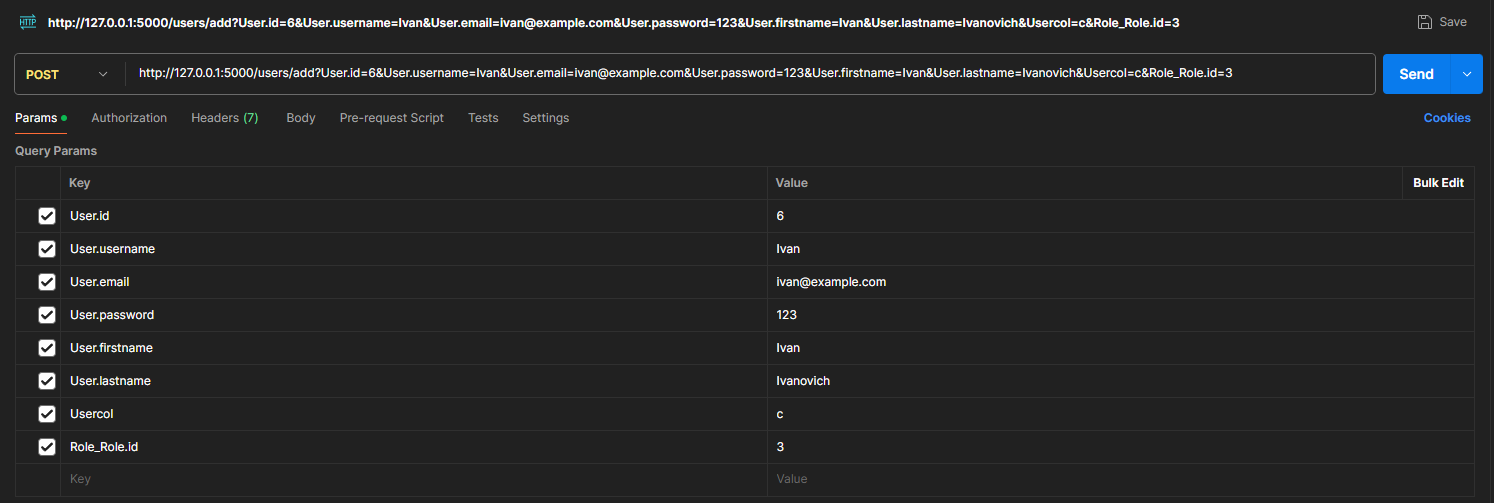 HTTP http://127.0.0.1:5000/users/add?User.id=6&User.username=Ivan&User.email=ivan@example.com&User.password=123&User.firstname=Ivan&User.lastname=Ivanovich&Usercol=c&Role_Role.id=3 Save
POST http://127.0.0.1:5000/users/add?User.id=6&User.username=Ivan&User.email=ivan@example.com&User.password=123&User.firstname=Ivan&User.lastname=Ivanovich&Usercol=c&Role_Role.id=3 Send
Params Authorization Headers (7) Body Pre-request Script Tests Settings Cookies
Query Params
Key Value Bulk Edit
User.id 6
User.username Ivan
User.email ivan@example.com
User.password 123
User.firstname Ivan
User.lastname Ivanovich
Usercol c
Role_Role.id 3
Key Value